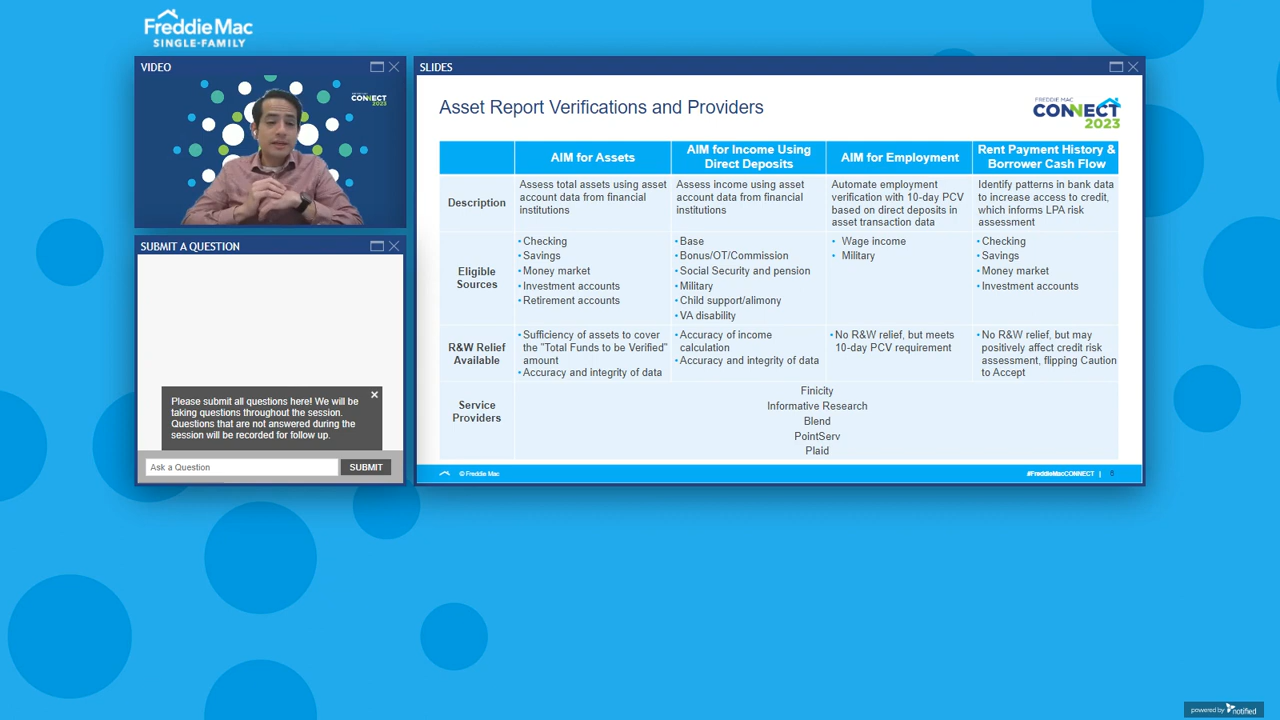 Freddie Mac
SINGLE-FAMILY
VIDEO
CONNECT
2023
SUBMIT A QUESTION
Please submit all questions here! We will be
taking questions throughout the session.
Questions that are not answered during the
session will be recorded for follow up.
Ask a Question
SUBMIT
SLIDES
Asset Report Verifications and Providers
FREDDIE MAC
CONNECT
2023
AIM for Assets
AIM for Income Using
Direct Deposits
AIM for Employment
Rent Payment History &
Borrower Cash Flow
Description
Assess total assets using asset
account data from financial
institutions
Assess income using asset
account data from financial
institutions
Automate employment
verification with 10-day PCV
based on direct deposits in
asset transaction data
Identify patterns in bank data
to increase access to credit,
which informs LPA risk
assessment
Eligible
Sources
• Checking
• Savings
• Money market
• Investment accounts
• Retirement accounts
• Base
• Bonus/OT/Commission
• Social Security and pension
• Military
• Child support/alimony
• VA disability
• Wage income
• Military
• Checking
• Savings
• Money market
• Investment accounts
R&W Relief
Available
• Sufficiency of assets to cover
the "Total Funds to be Verified"
amount
• Accuracy and integrity of data
• Accuracy of income
calculation
• Accuracy and integrity of data
• No R&W relief, but meets
10-day PCV requirement
• No R&W relief, but may
positively affect credit risk
assessment, flipping Caution
to Accept
Service
Providers
Finicity
Informative Research
Blend
PointServ
Plaid
© Freddie Mac
#FreddieMacCONNECT | 5
powered by notified